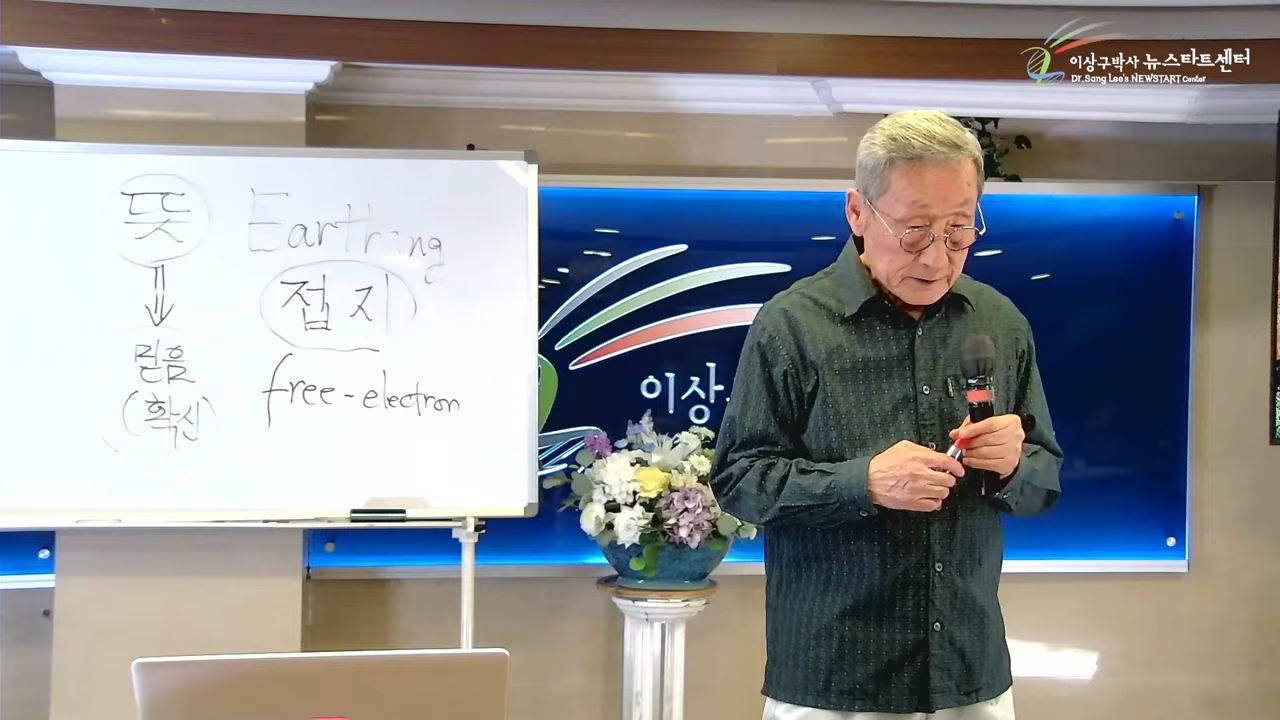 이상구박사 뉴스타트센터
Dr. Sang Lee's NEWSTART Center
뜻
믿음
(확신)
Earthing
접지
free-electron
이상